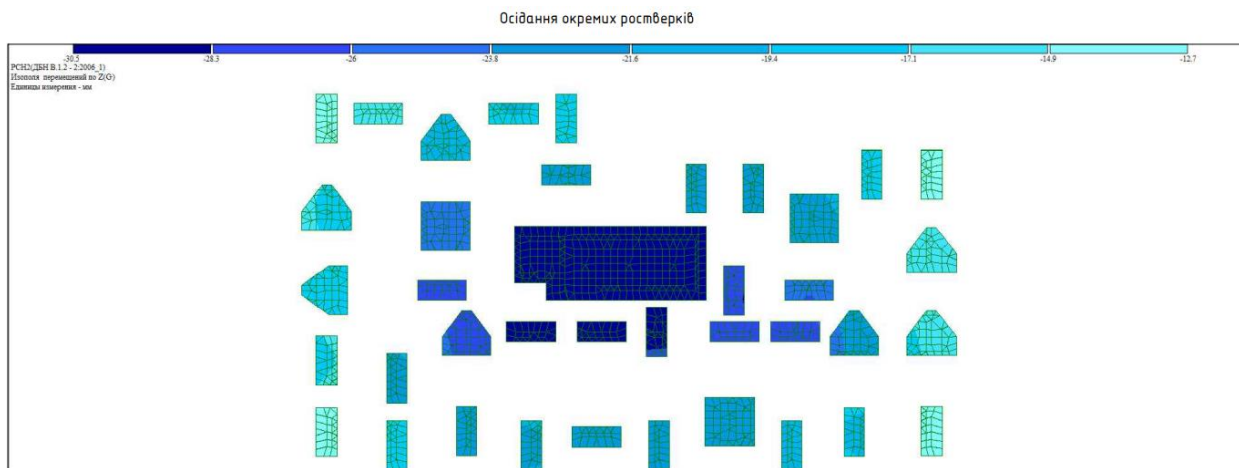 Осідання окремих ростверків
-30.5 -28.3 -26 -23.8 -21.6 -19.4 -17.1 -14.9 -12.7
РСН2(ДБН В.1.2 - 2:2006_1)
Изополя перемещений по Z(G)
Единицы измерения - мм